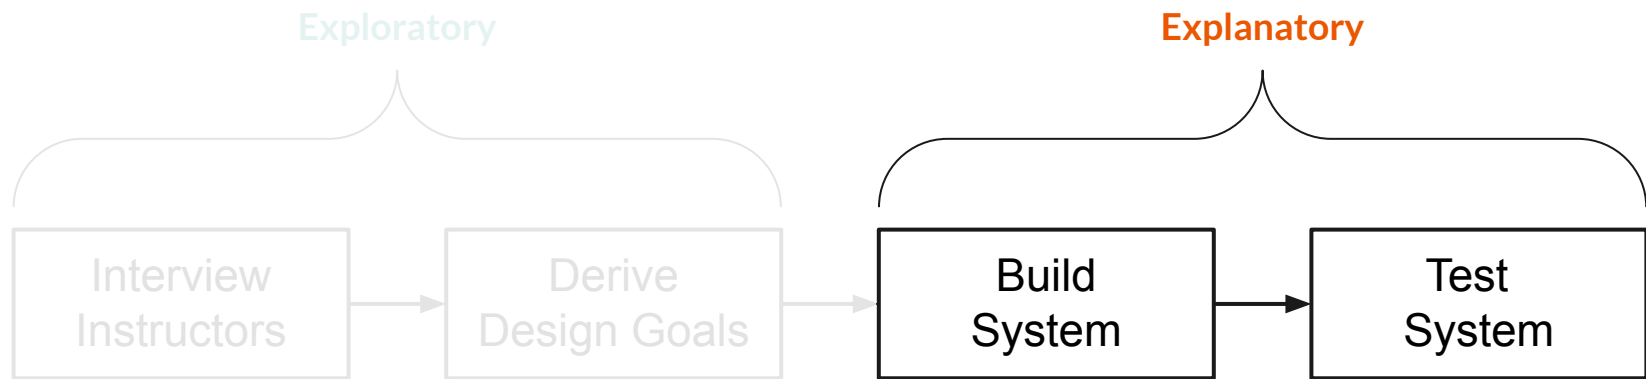 Exploratory
Explanatory
Interview
Instructors
Derive
Design Goals
Build
System
Test
System